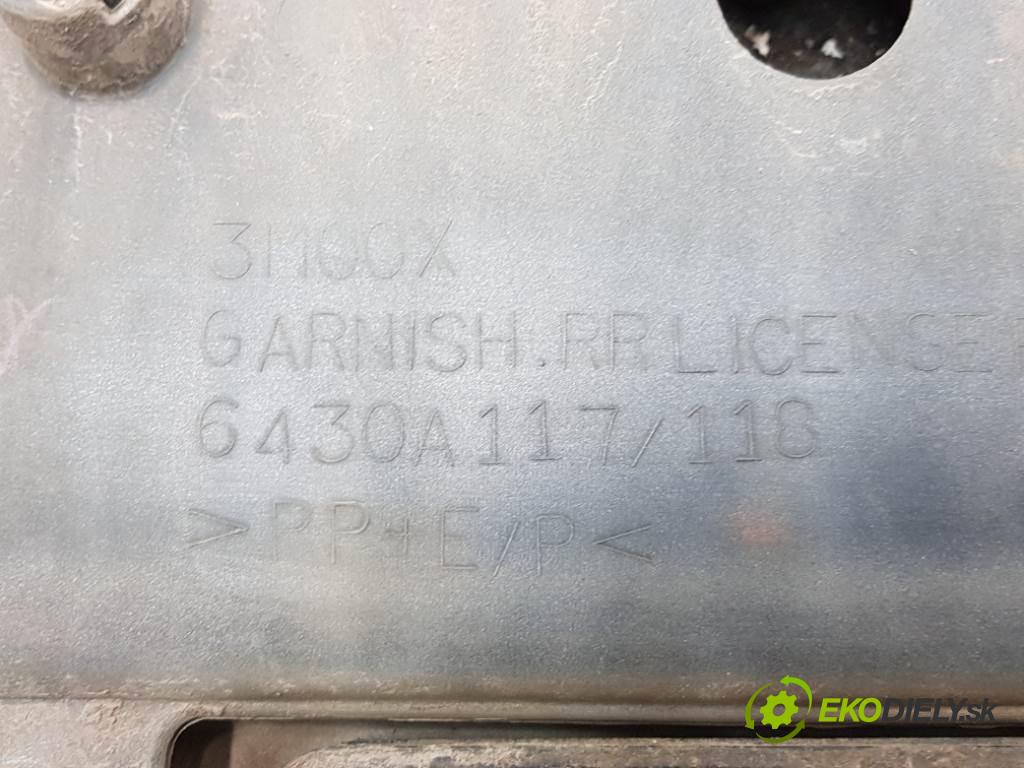 3M00X
GARNISH.RR LICENSE P
6430A117/118
>PP+E/P<
EKODIELY.sk